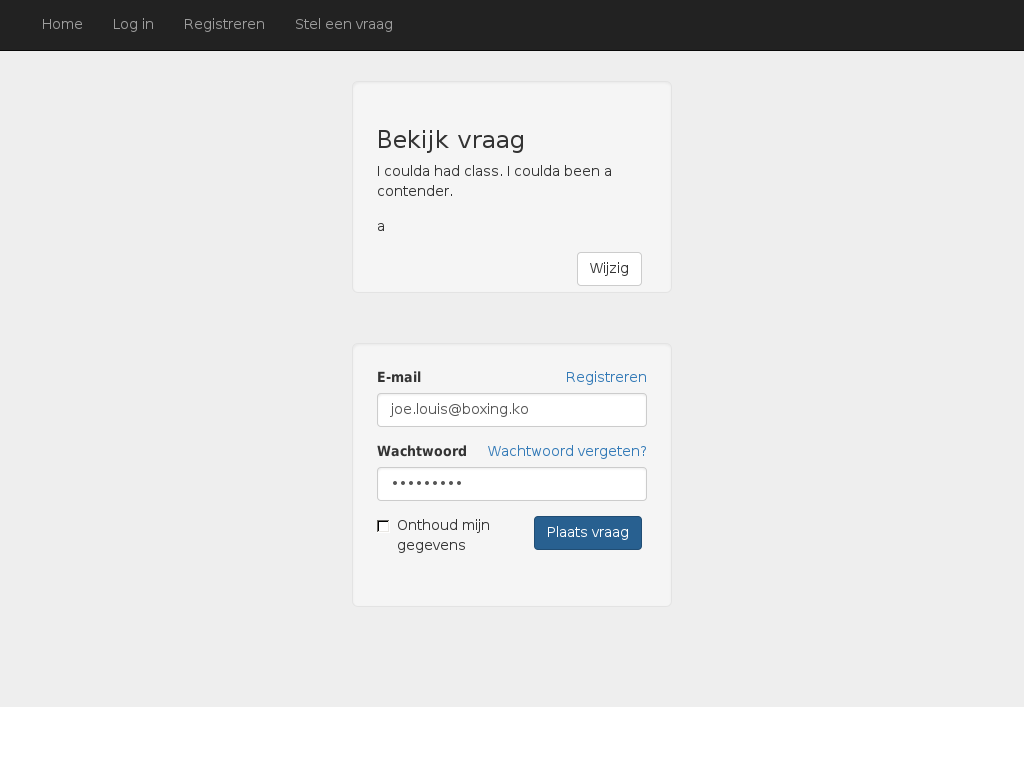 Home Log in Registreren Stel een vraag
Bekijk vraag
I coulda had class. I coulda been a
contender.
a
Wijzig
E-mail Registreren
joe.louis@boxing.ko
Wachtwoord Wachtwoord vergeten?
•••••••••
Onthoud mijn
gegevens
Plaats vraag